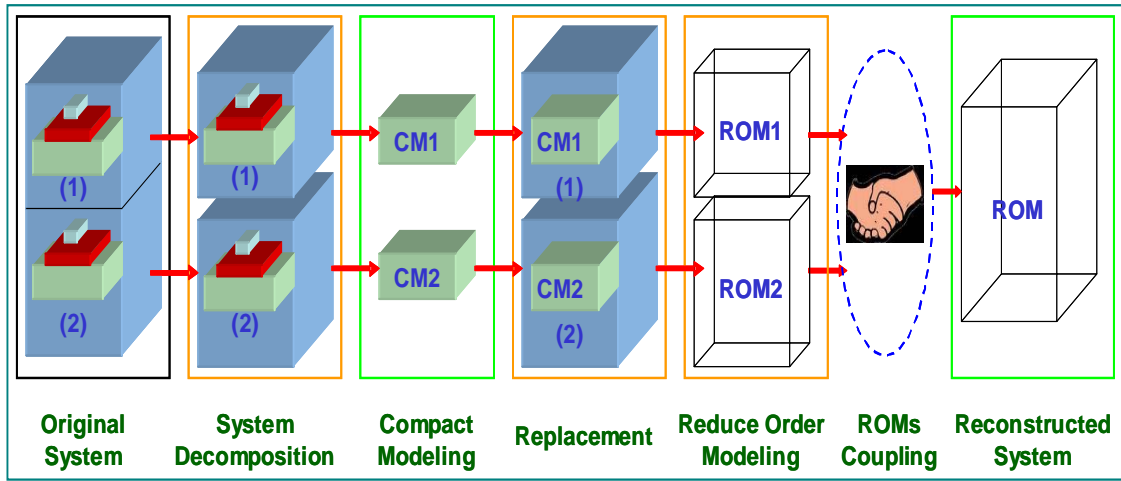 (1)
(2)
(1)
(2)
CM1
CM2
CM1
(1)
CM2
(2)
ROM1
ROM2
ROM
Original
System
System
Decomposition
Compact
Modeling
Replacement
Reduce Order
Modeling
ROMs
Coupling
Reconstructed
System